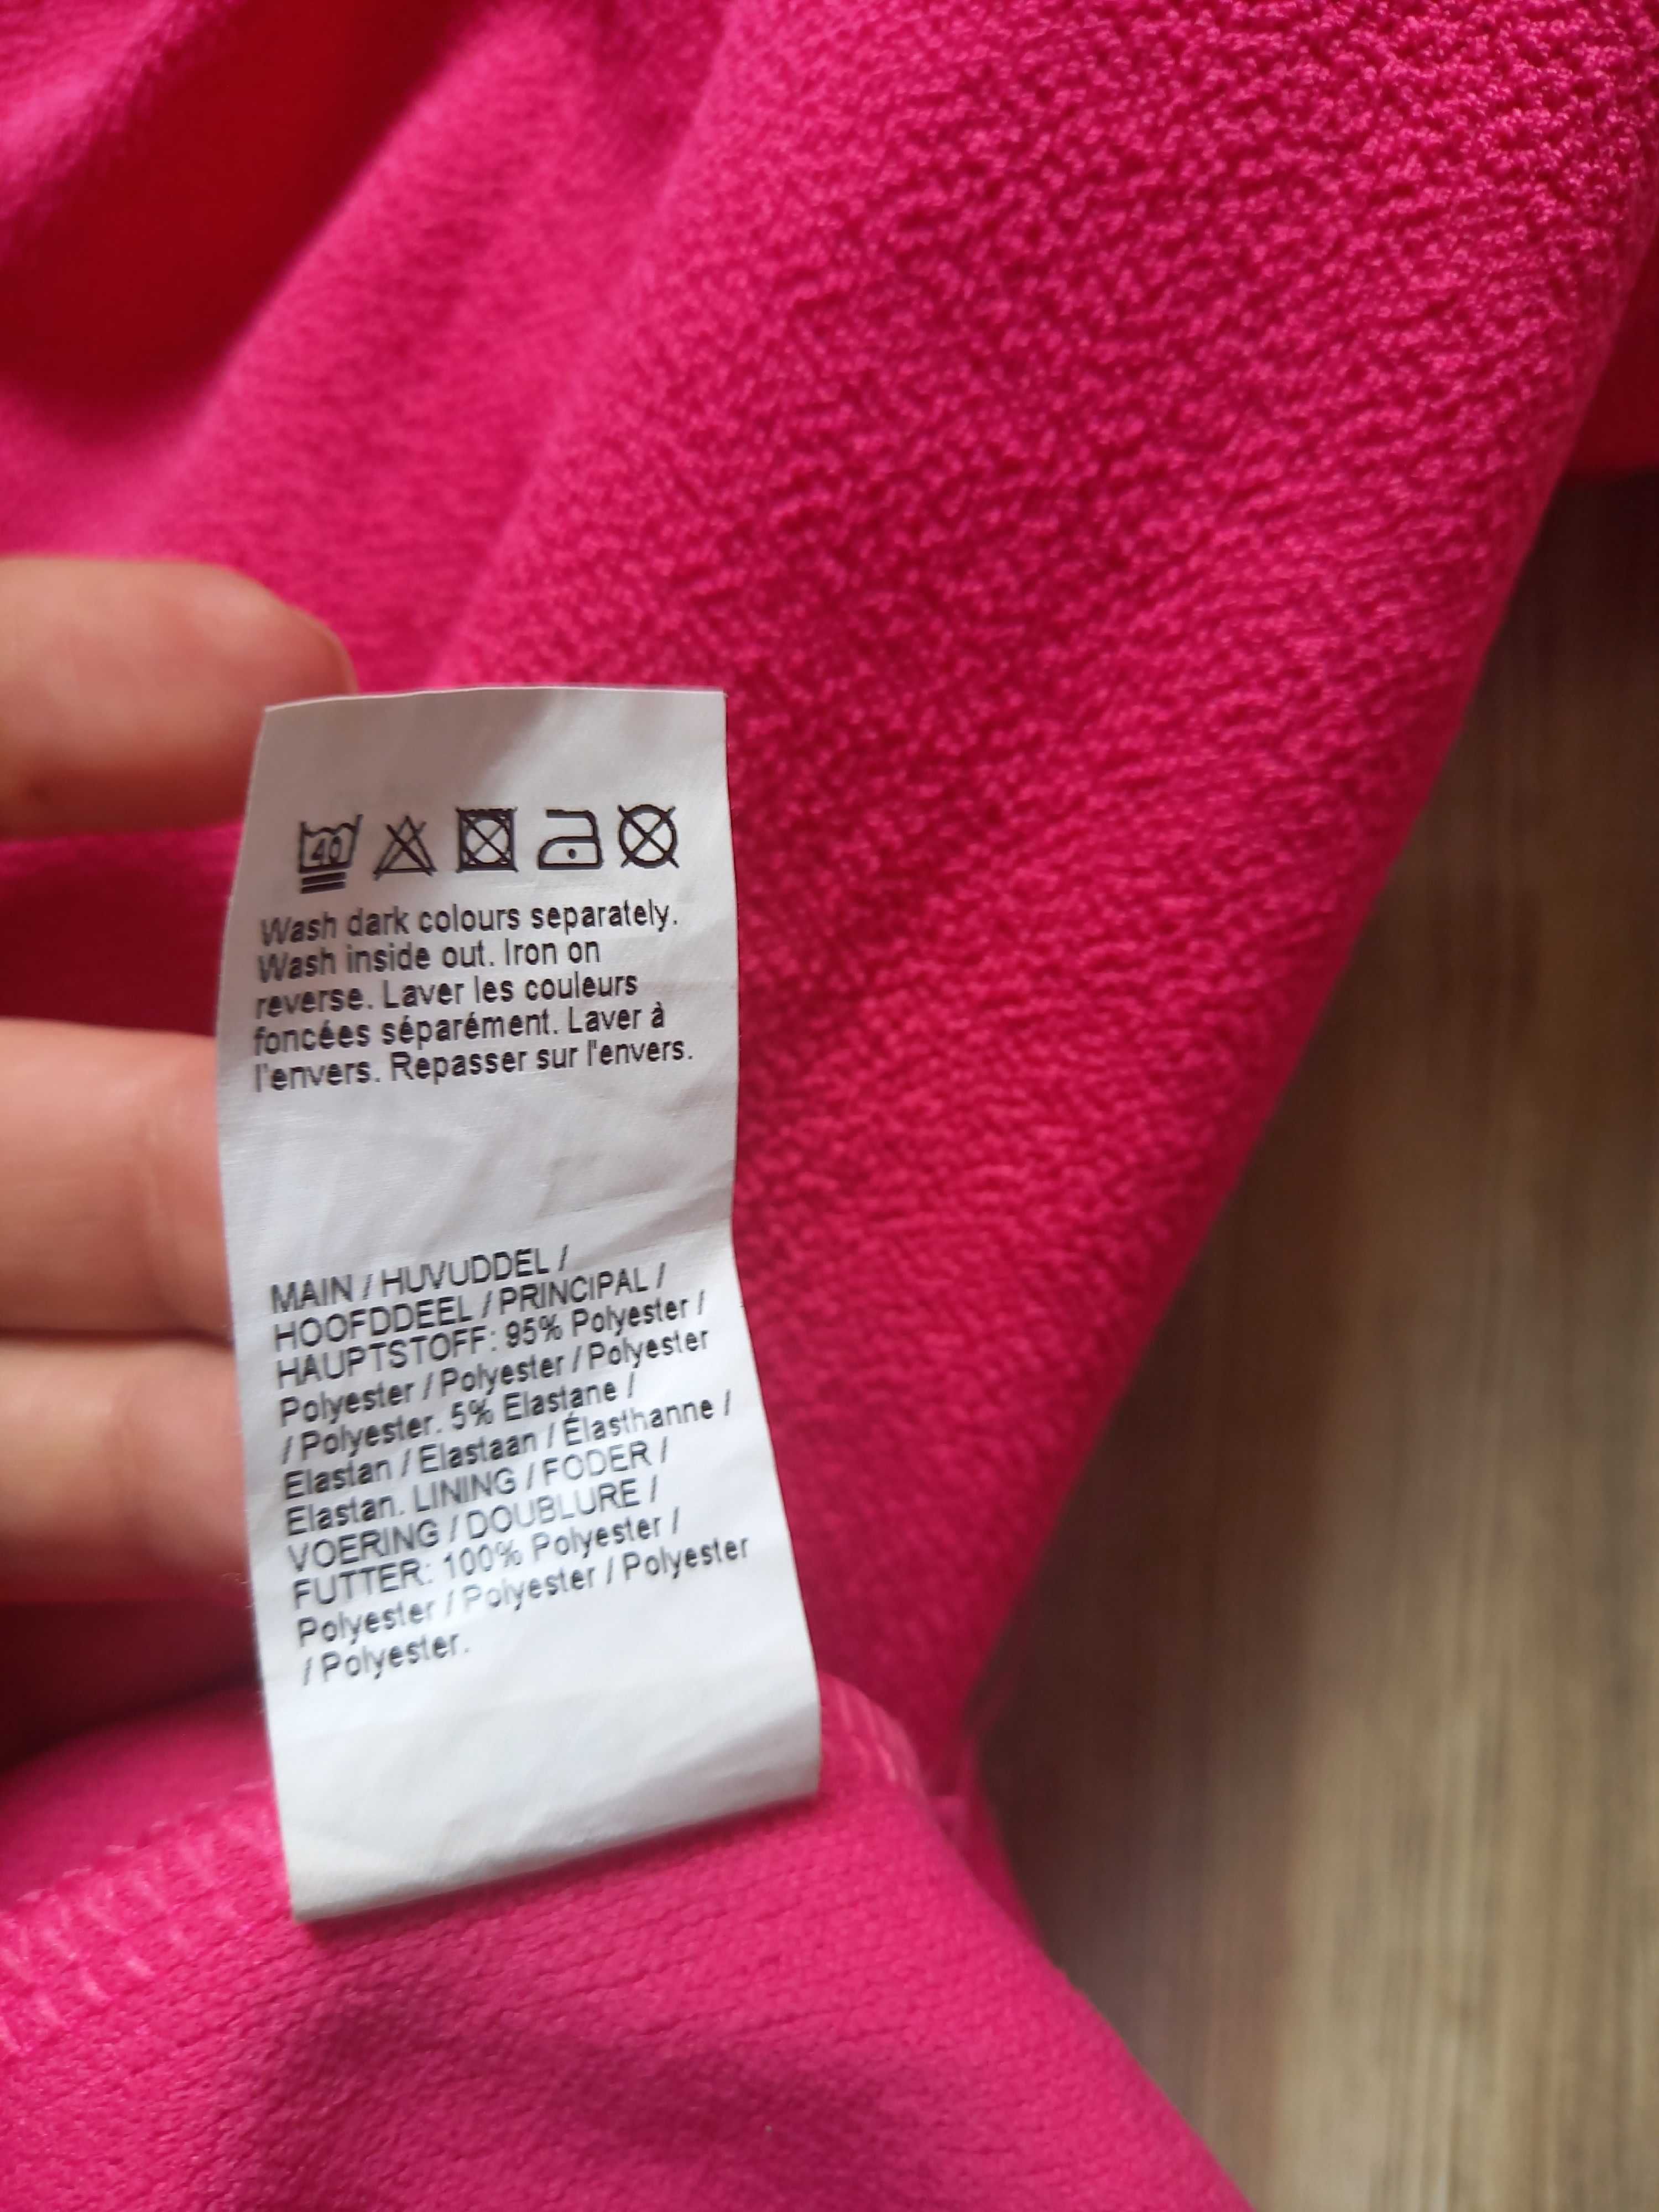 40
Wash dark colours separately.
Wash inside out. Iron on
reverse. Laver les couleurs
foncées séparément. Laver à
l'envers. Repasser sur l'envers.
MAIN / HUVUDDEL /
HOOFDDEEL / PRINCIPAL /
HAUPTSTOFF: 95% Polyester /
Polyester / Polyester / Polyester
/ Polyester. 5% Elastane /
Elastan / Elastaan / Élasthanne /
Elastan. LINING / FODER /
VOERING / DOUBLURE /
FUTTER: 100% Polyester /
Polyester / Polyester / Polyester
/ Polyester.